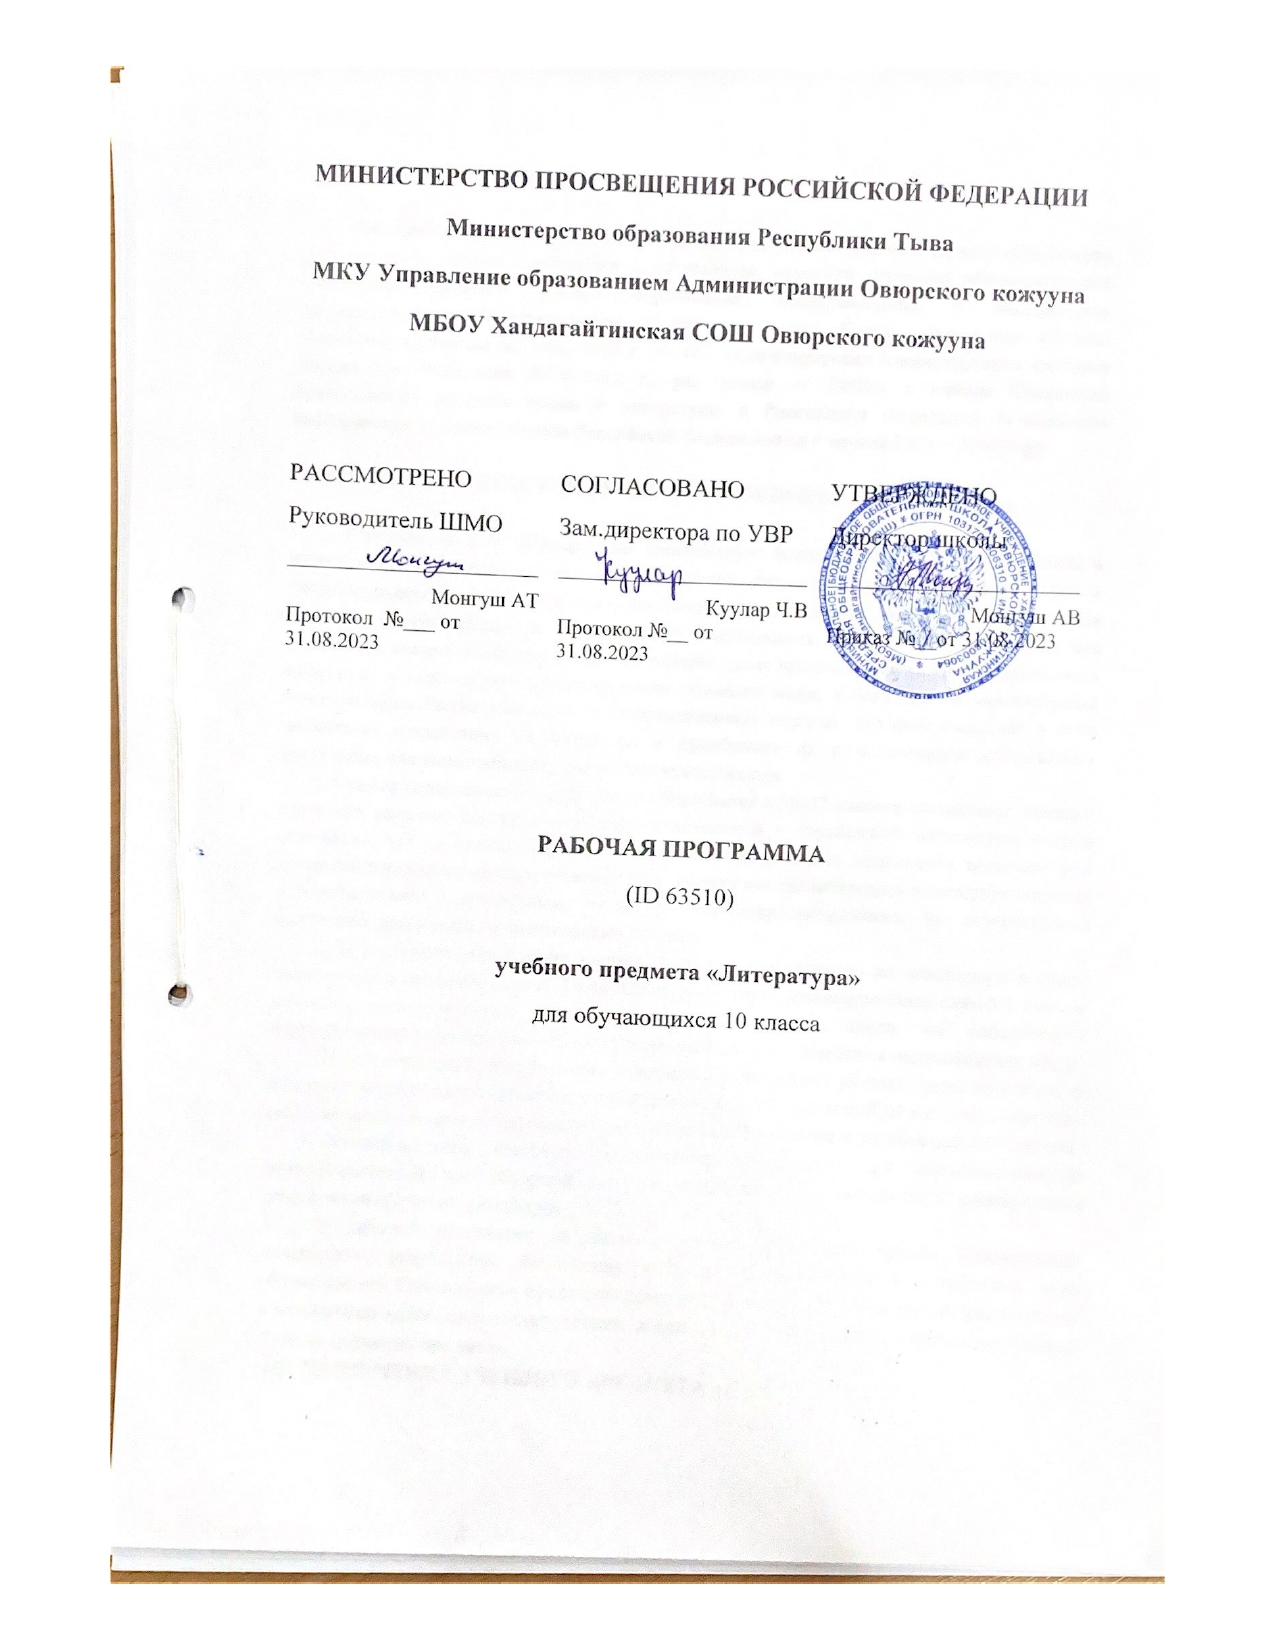 МИНИСТЕРСТВО ПРОСВЕЩЕНИЯ РОССИЙСКОЙ ФЕДЕРАЦИИ
Министерство образования Республики Тыва
МКУ Управление образованием Администрации Овюрского кожууна
МБОУ Хандагайтинская СОШ Овюрского кожууна
РАССМОТРЕНО
Руководитель ШМО
Монгуш
Монгуш АТ
Протокол №___ от
31.08.2023
СОГЛАСОВАНО
Зам.директора по УВР
Куулар
Куулар Ч.В
Протокол №__ от
31.08.2023
УТВЕРЖДЕНО
Директор школы
Монгуш АВ
Приказ № от 31.08.2023
РАБОЧАЯ ПРОГРАММА
(ID 63510)
учебного предмета «Литература»
для обучающихся 10 класса